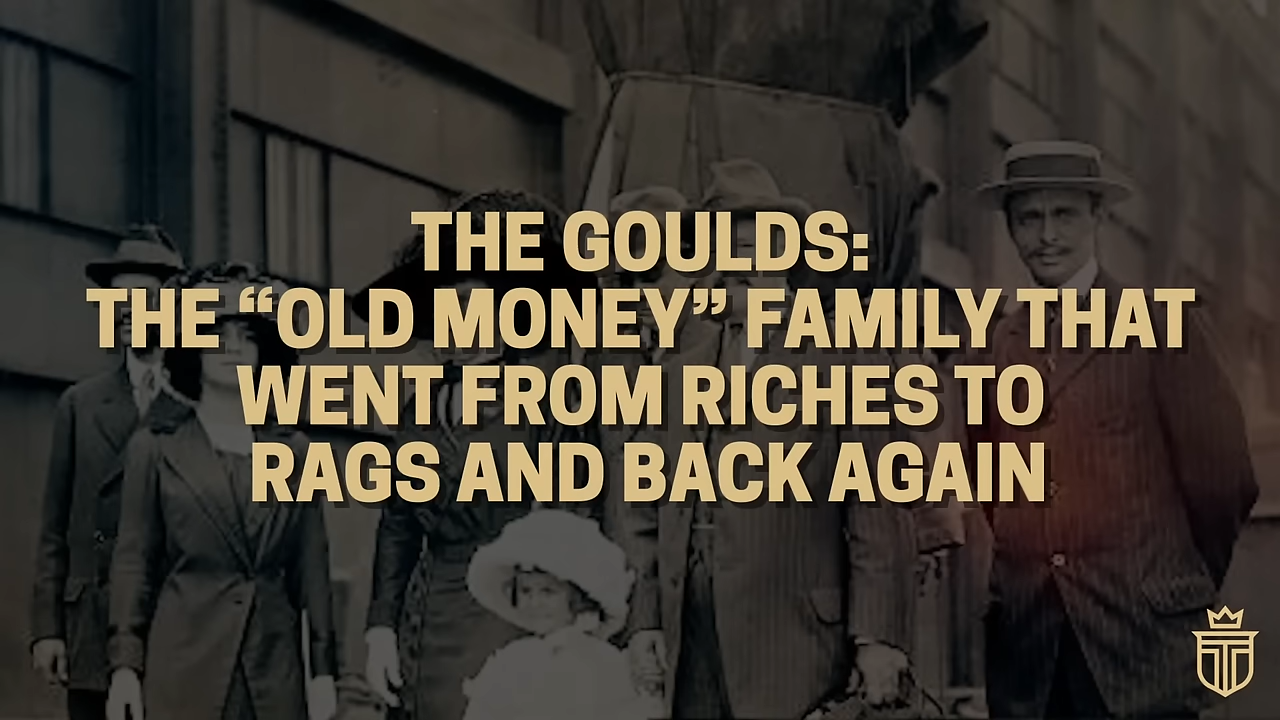 THE GOULDS:
THE “OLD MONEY” FAMILY THAT
WENT FROM RICHES TO
RAGS AND BACK AGAIN